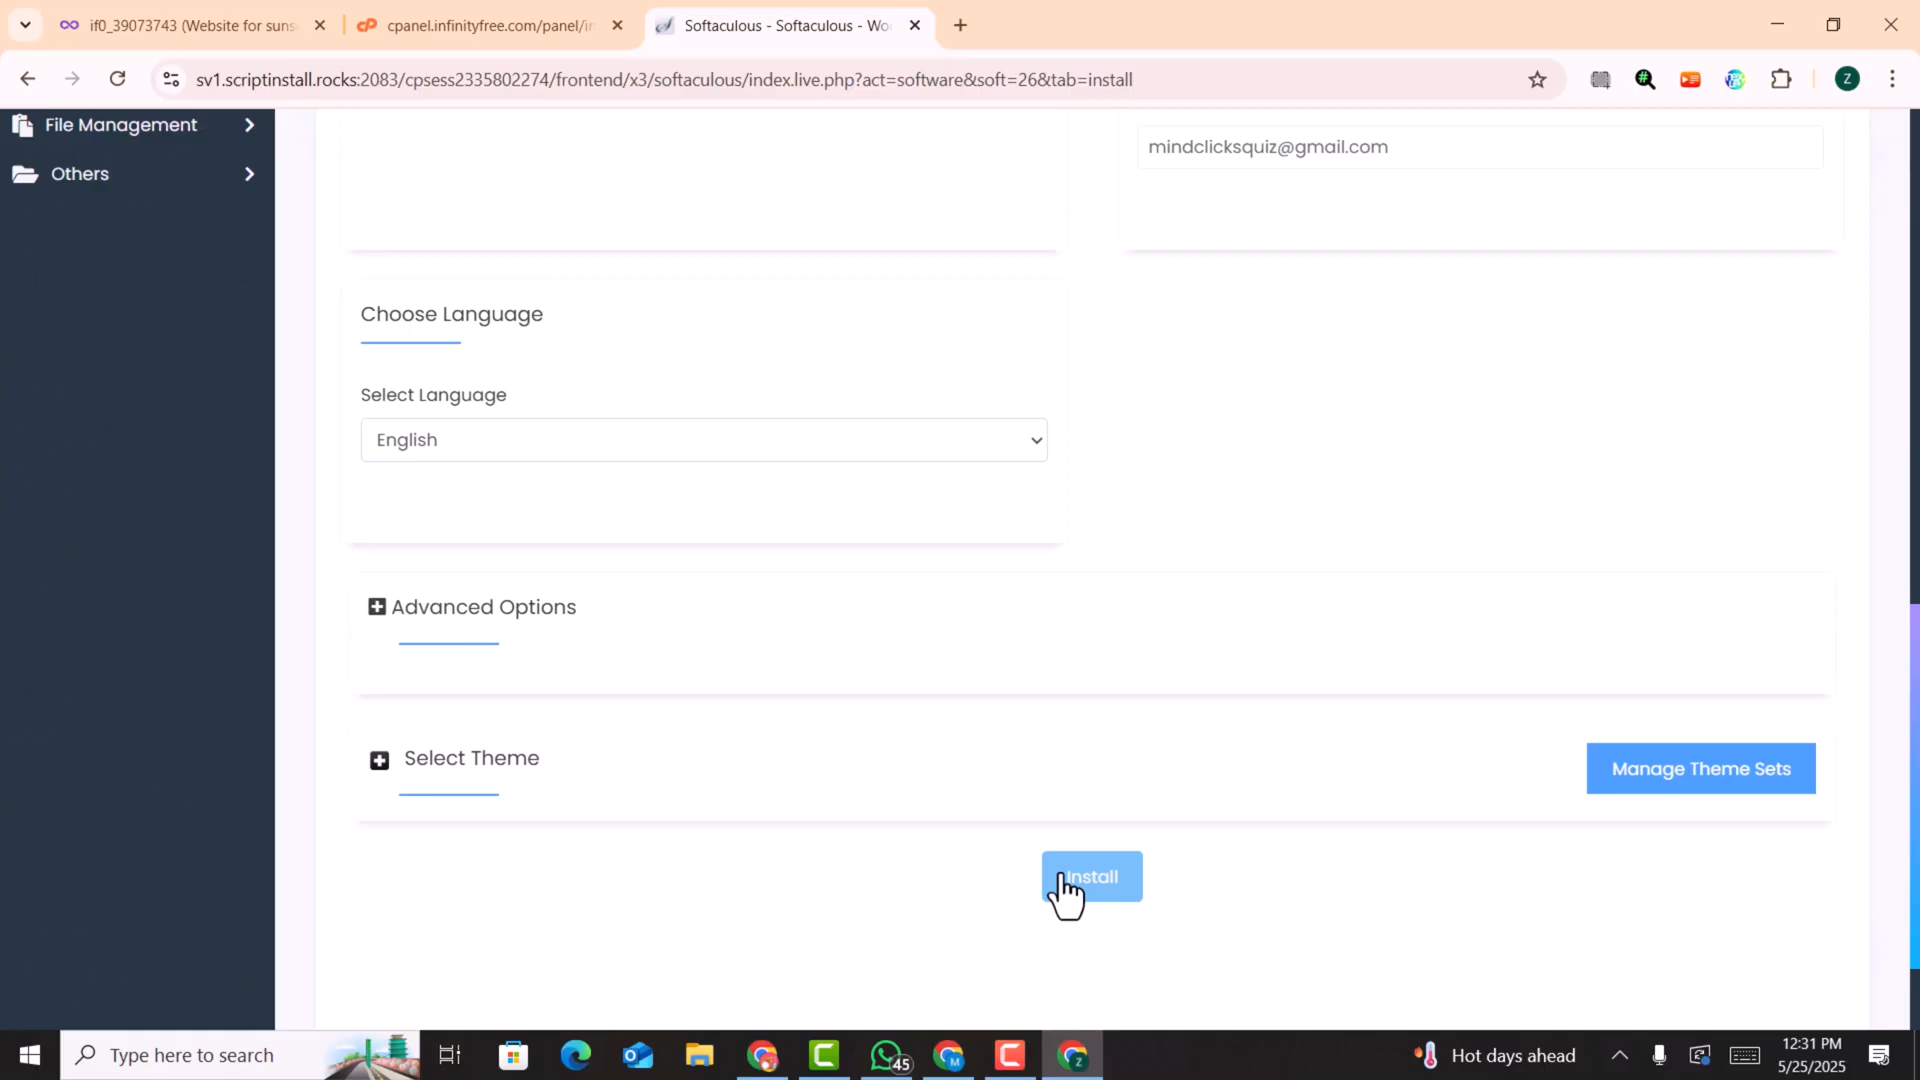 if0_39073743 (Website for suns
cpanel.infinityfree.com/panel/in
Softaculous - Softaculous - Wo
sv1.scriptinstall.rocks:2083/cpsess2335802274/frontend/x3/softaculous/index.live.php?act=software&soft=26&tab=install
Z
File Management
Others
mindclicksquiz@gmail.com
Choose Language
Select Language
English
Advanced Options
Select Theme
Manage Theme Sets
Install
Type here to search
45
M
Z
Hot days ahead
12:31 PM
5/25/2025